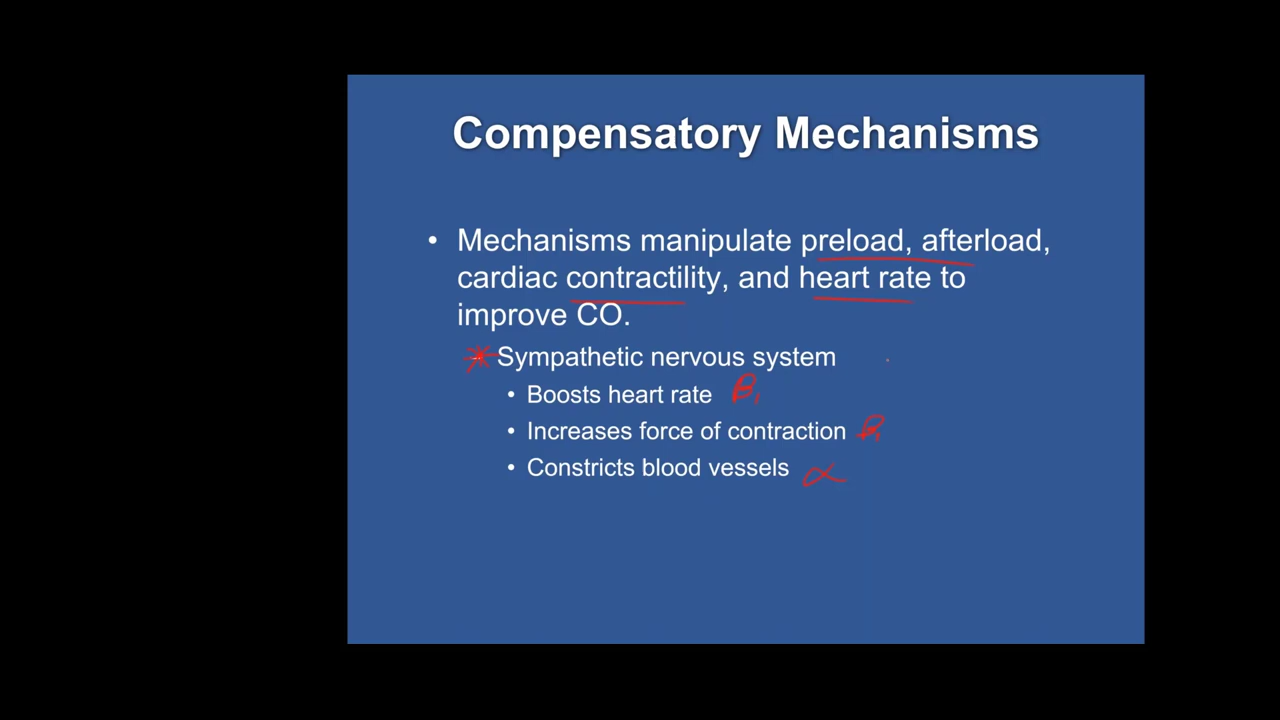 Compensatory Mechanisms
• Mechanisms manipulate preload, afterload,
cardiac contractility, and heart rate to
improve CO.
Sympathetic nervous system
• Boosts heart rate β₁
• Increases force of contraction β₁
• Constricts blood vessels α